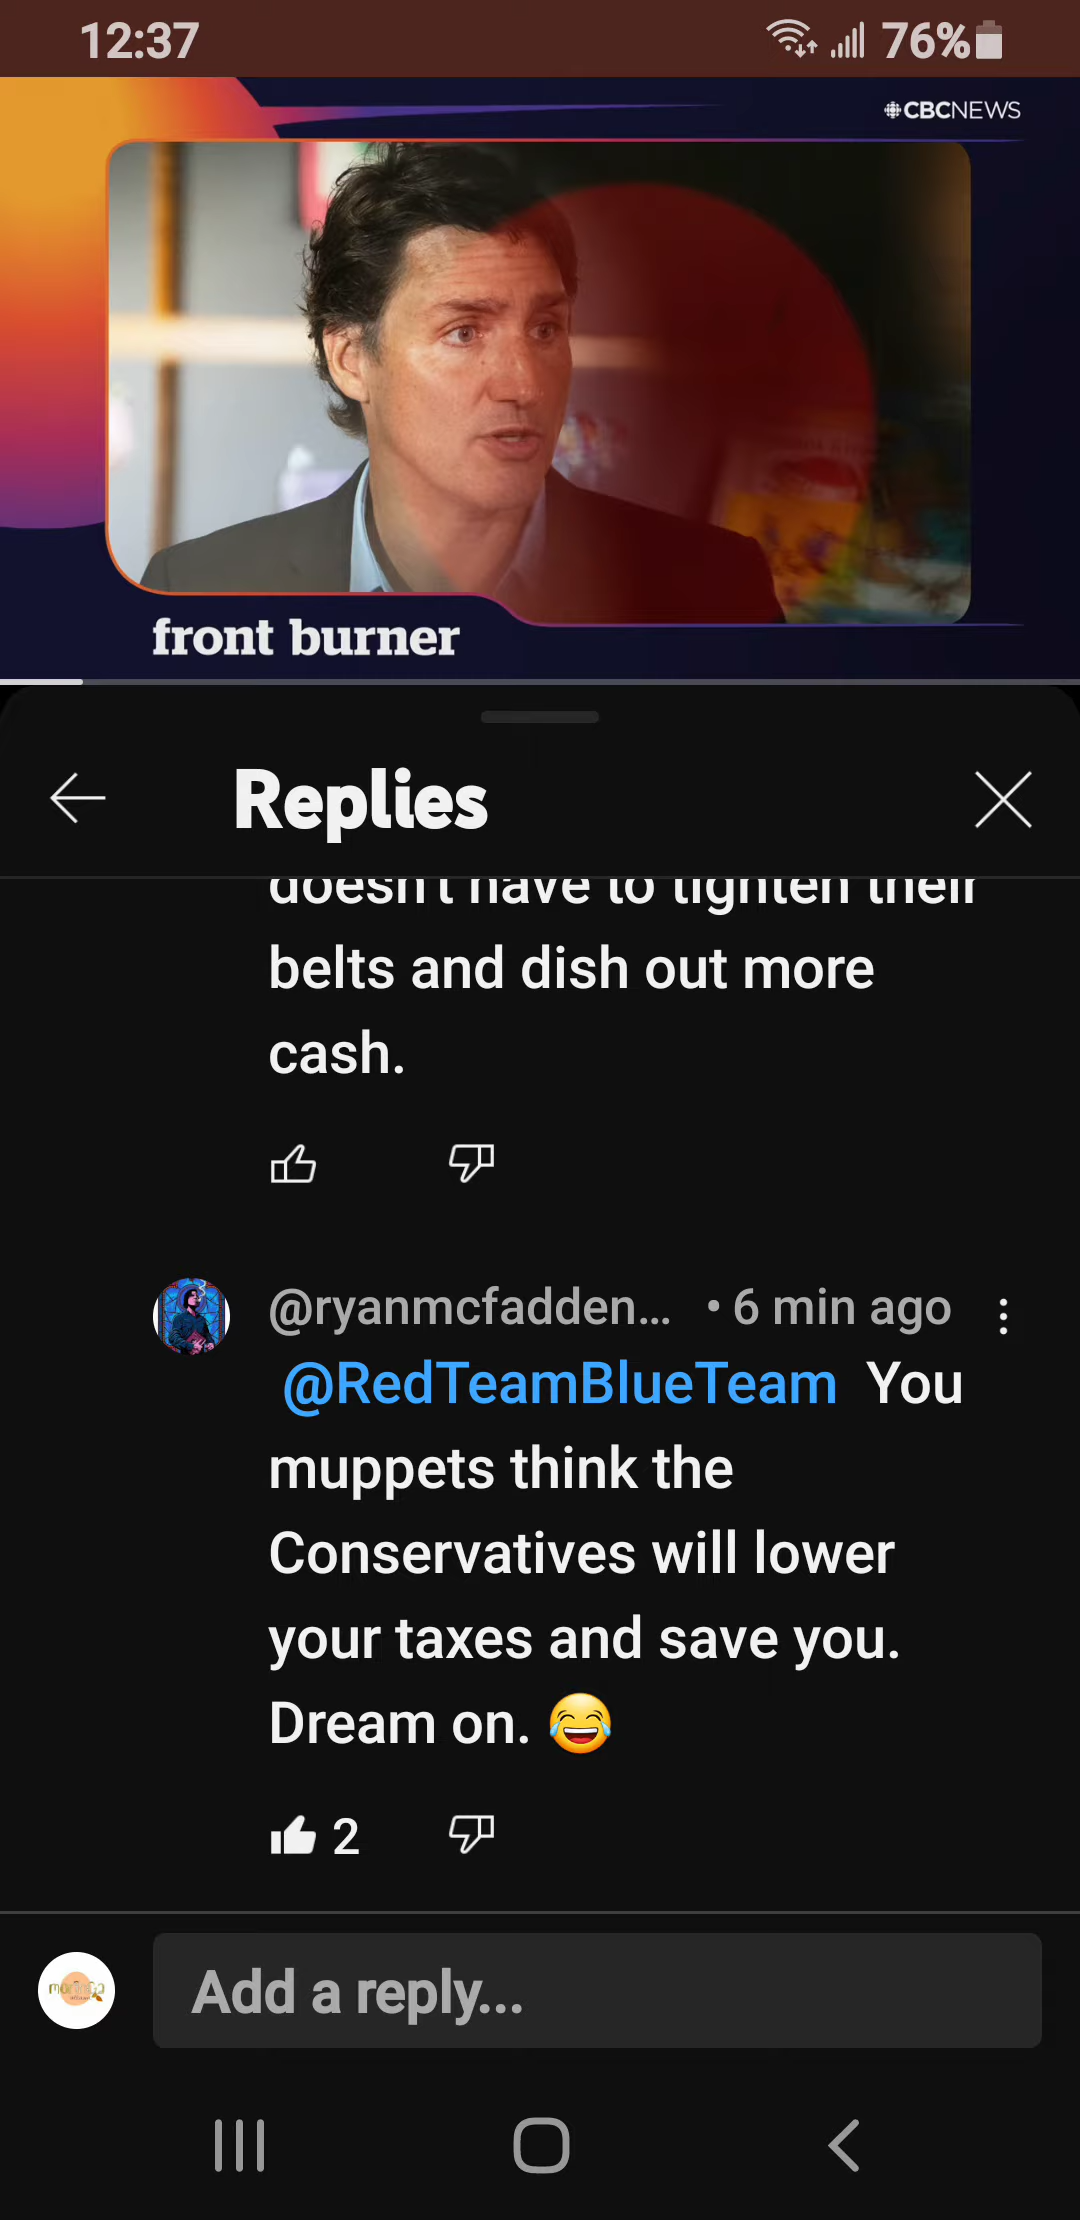 12:37 76%
CBCNEWS
front burner
Replies
doesn't have to tighten their
belts and dish out more
cash.
@ryanmcfadden... • 6 min ago
@RedTeamBlueTeam You
muppets think the
Conservatives will lower
your taxes and save you.
Dream on. 😂
2
Add a reply...